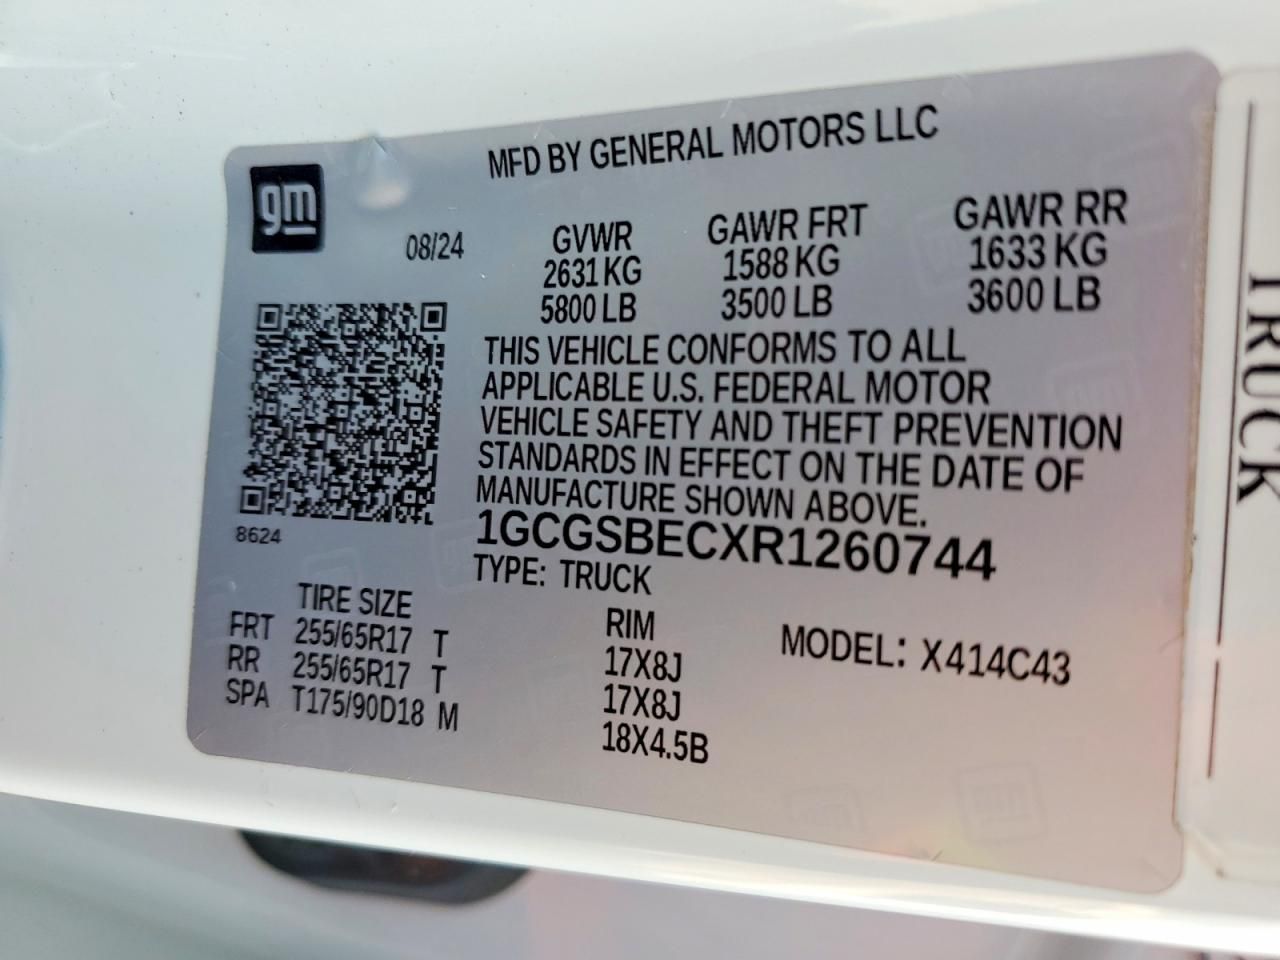 gm
MFD BY GENERAL MOTORS LLC
08/24
GVWR GAWR FRT GAWR RR
2631 KG 1588 KG 1633 KG
5800 LB 3500 LB 3600 LB
THIS VEHICLE CONFORMS TO ALL
APPLICABLE U.S. FEDERAL MOTOR
VEHICLE SAFETY AND THEFT PREVENTION
STANDARDS IN EFFECT ON THE DATE OF
MANUFACTURE SHOWN ABOVE.
8624
1GCGSBECXR1260744
TYPE: TRUCK
TIRE SIZE RIM
FRT 255/65R17 T 17X8J
RR 255/65R17 T 17X8J
SPA T175/90D18 M 18X4.5B
MODEL: X414C43
TRUCK